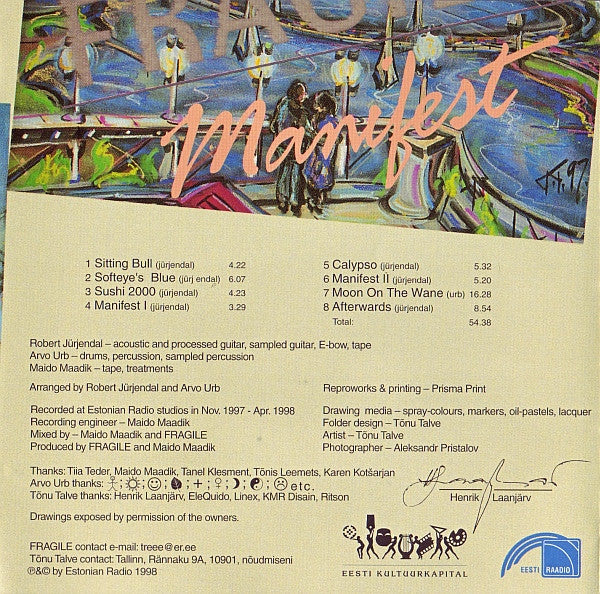 FRAGILE
Manifest
T.T. 97.
1 Sitting Bull (jürjendal) 4.22
2 Softeye's Blue (jürj endal) 6.07
3 Sushi 2000 (jürjendal) 4.23
4 Manifest I (jürjendal) 3.29
5 Calypso (jürjendal) 5.32
6 Manifest II (jürjendal) 5.20
7 Moon On The Wane (urb) 16.28
8 Afterwards (jürjendal) 8.54
Total: 54.38
Robert Jürjendal – acoustic and processed guitar, sampled guitar, E-bow, tape
Arvo Urb – drums, percussion, sampled percussion
Maido Maadik – tape, treatments
Arranged by Robert Jürjendal and Arvo Urb
Recorded at Estonian Radio studios in Nov. 1997 - Apr. 1998
Recording engineer – Maido Maadik
Mixed by – Maido Maadik and FRAGILE
Produced by FRAGILE and Maido Maadik
Reproworks & printing – Prisma Print
Drawing media – spray-colours, markers, oil-pastels, lacquer
Folder design – Tõnu Talve
Artist – Tõnu Talve
Photographer – Aleksandr Pristalov
Thanks: Tiia Teder, Maido Maadik, Tanel Klesment, Tõnis Leemets, Karen Kotšarjan
Arvo Urb thanks: etc.
Tõnu Talve thanks: Henrik Laanjärv, EleQuido, Linex, KMR Disain, Ritson
Henrik Laanjärv
Drawings exposed by permission of the owners.
FRAGILE contact e-mail: treee@er.ee
Tõnu Talve contact: Tallinn, Rännaku 9A, 10901, nõudmiseni
℗&© by Estonian Radio 1998
EESTI KULTUURKAPITAL
EESTI RAADIO